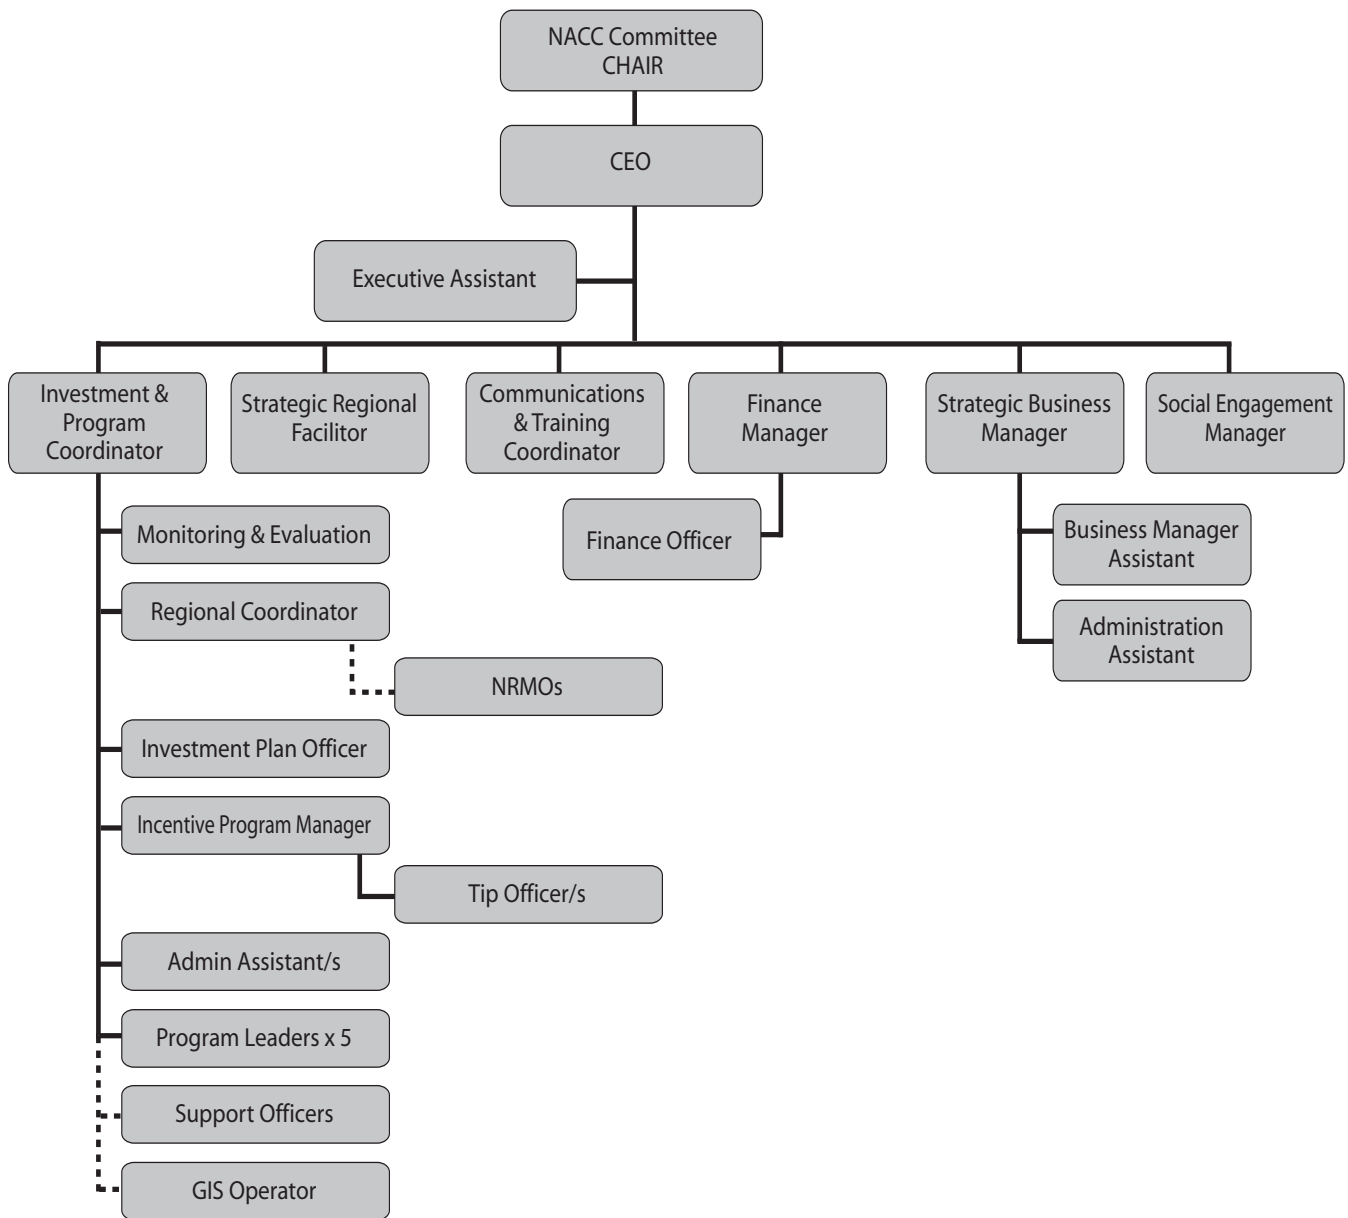 NACC Committee
CHAIR
CEO
Executive Assistant
Investment &
Program
Coordinator
Strategic Regional
Facilitor
Communications
& Training
Coordinator
Finance
Manager
Strategic Business
Manager
Social Engagement
Manager
Monitoring & Evaluation
Finance Officer
Business Manager
Assistant
Regional Coordinator
Administration
Assistant
NRMOs
Investment Plan Officer
Incentive Program Manager
Tip Officer/s
Admin Assistant/s
Program Leaders x 5
Support Officers
GIS Operator